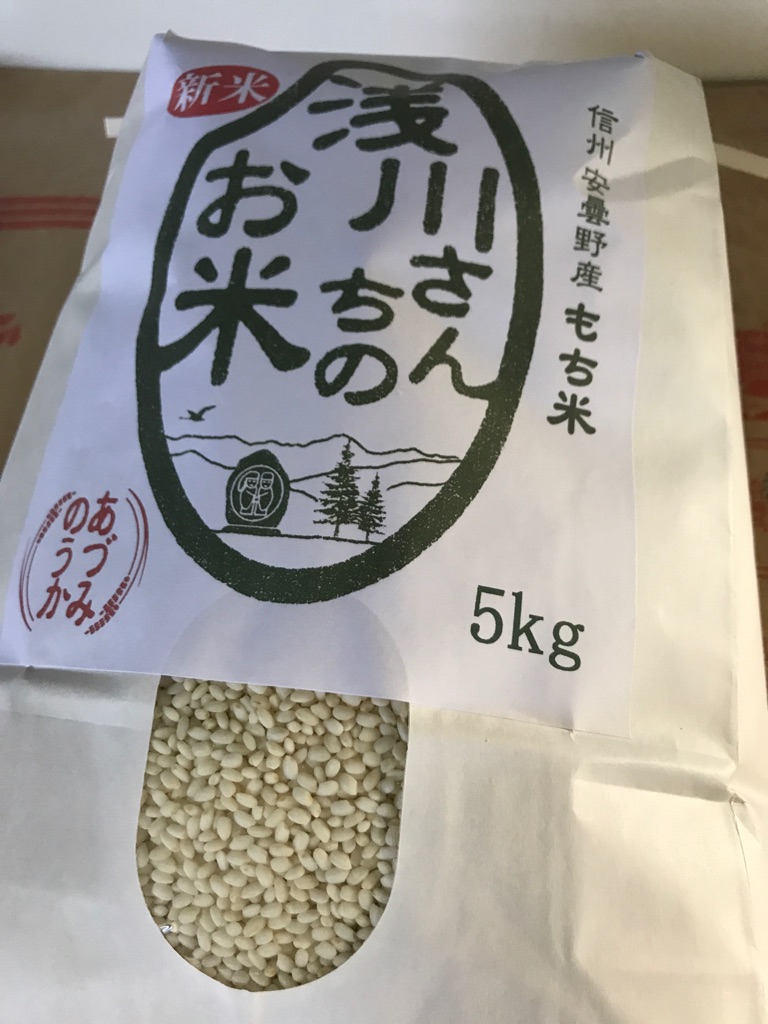 新米
浅川さん
ちの
お米
信州安曇野産 もち米
あづみ
のうか
5kg